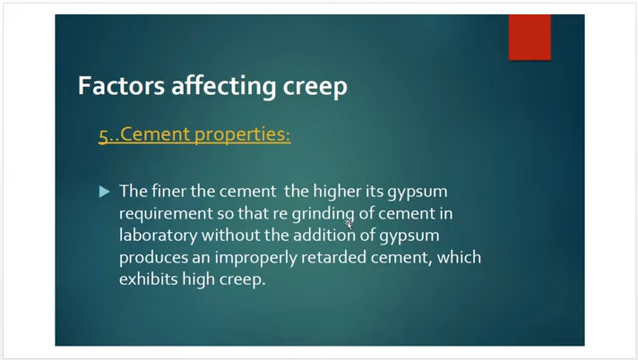 Factors affecting creep
5..Cement properties:
The finer the cement the higher its gypsum
requirement so that re grinding of cement in
laboratory without the addition of gypsum
produces an improperly retarded cement, which
exhibits high creep.